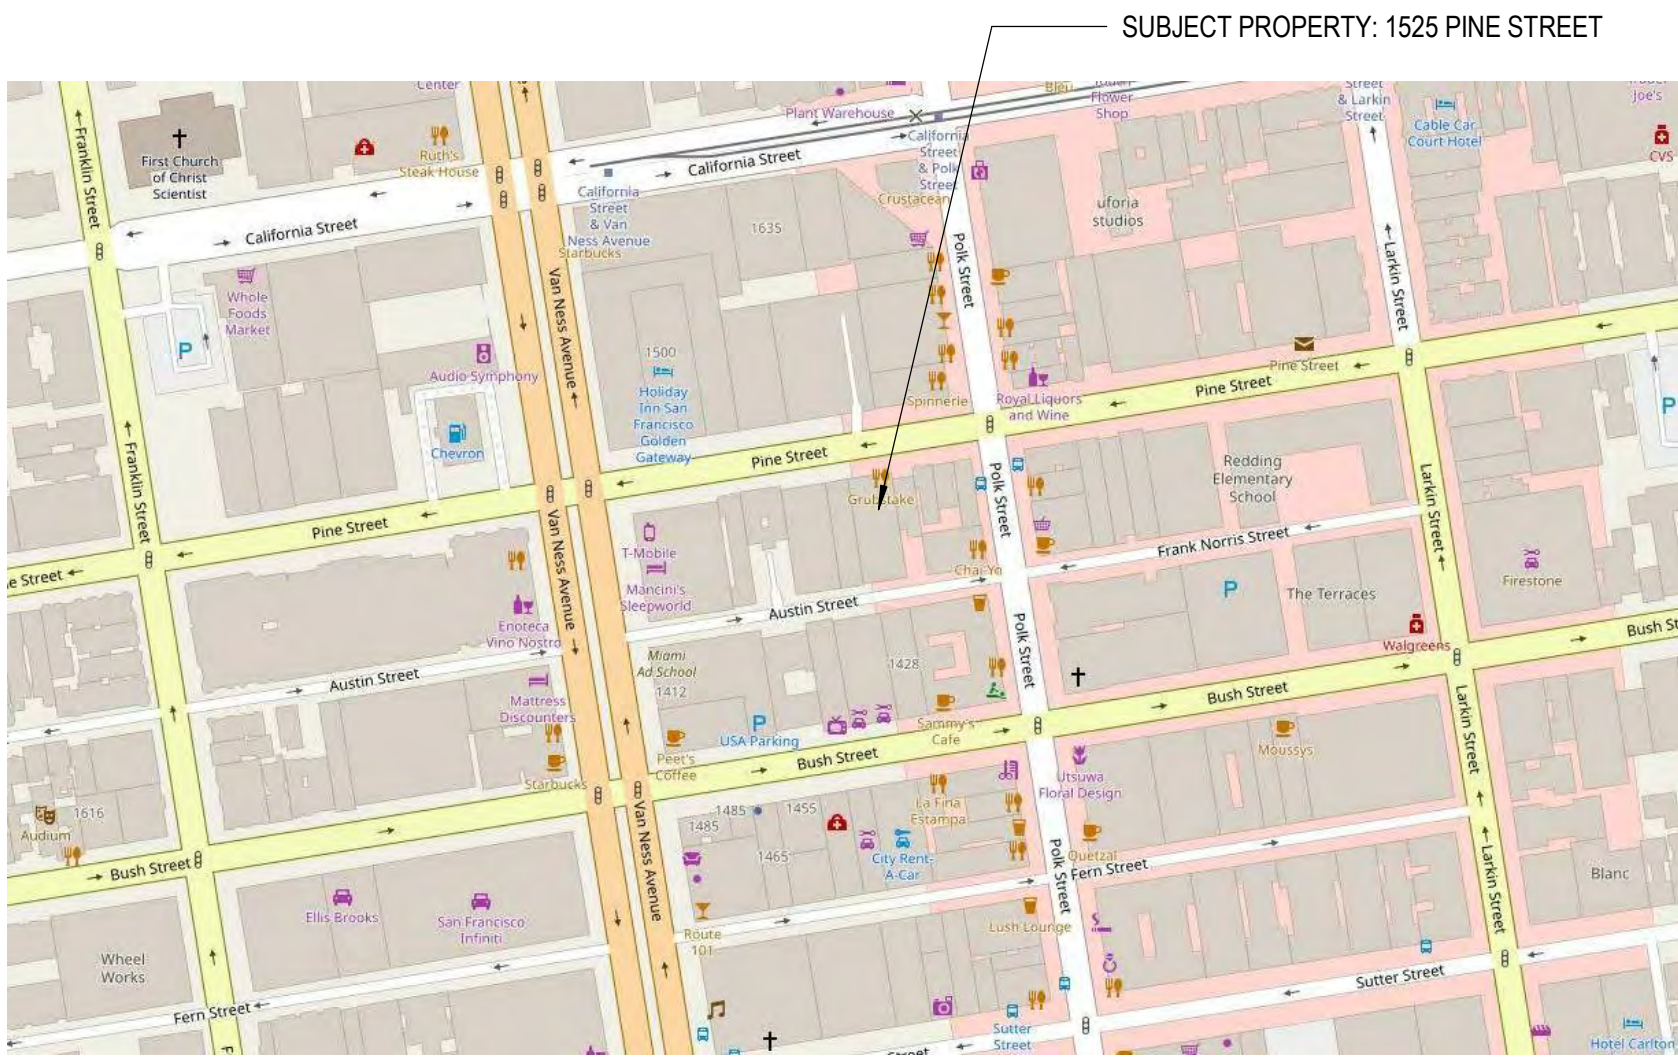 SUBJECT PROPERTY: 1525 PINE STREET
Center
Plant Warehouse
Bleu
Flower
Shop
Street
& Larkin
Street
Joe's
Cable Car
Court Hotel
CVS
Franklin Street
First Church
of Christ
Scientist
Ruth's
Steak House
California Street
California
Street
& Polk
Street
Crustacean
California
Street
& Van
Ness Avenue
Starbucks
1635
uforia
studios
California Street
Whole
Foods
Market
P
Van Ness Avenue
Polk Street
Larkin Street
Audio Symphony
Chevron
1500
Holiday
Inn San
Francisco
Golden
Gateway
Spinnerie
Royal Liquors
and Wine
Pine Street
Pine Street
P
Franklin Street
Pine Street
Grubstake
Polk Street
Redding
Elementary
School
Larkin Street
Pine Street
Van Ness Avenue
T-Mobile
Mancini's
Sleepworld
Cha-Ya
Frank Norris Street
Firestone
e Street
P
The Terraces
Enoteca
Vino Nostro
Austin Street
Polk Street
Walgreens
Bush St
Miami
Ad School
1412
1428
Austin Street
Mattress
Discounters
USA Parking
P
Sammy's
Cafe
Bush Street
Larkin Street
Moussys
Peet's
Coffee
Bush Street
Starbucks
Utsuwa
Floral Design
1616
Audium
1485
1485
1455
1465
La Fina
Estampa
City Rent-
A-Car
Van Ness Avenue
Polk Street
Quetzal
Fern Street
Larkin Street
Blanc
Bush Street
Ellis Brooks
San Francisco
Infiniti
Route
101
Lush Lounge
Wheel
Works
Sutter Street
Fern Street
Sutter
Street
Hotel Carlton
F
Street